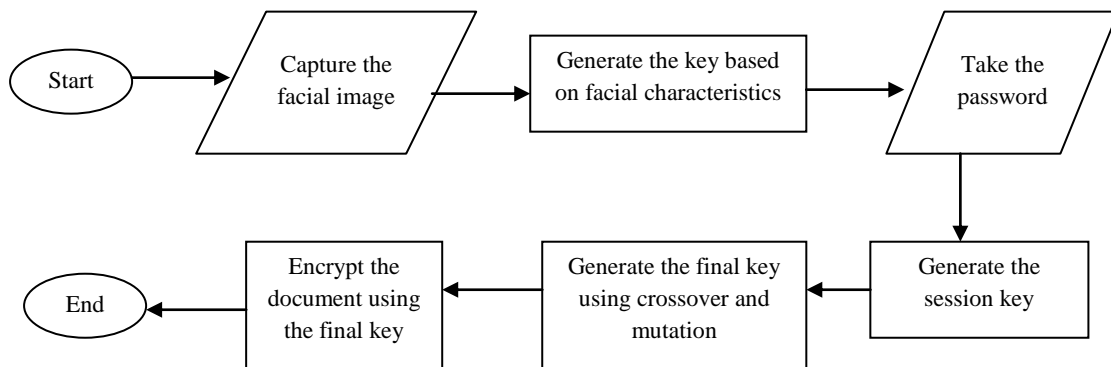 Start
Capture the
facial image
Generate the key based
on facial characteristics
Take the
password
Generate the
session key
Generate the final key
using crossover and
mutation
Encrypt the
document using
the final key
End